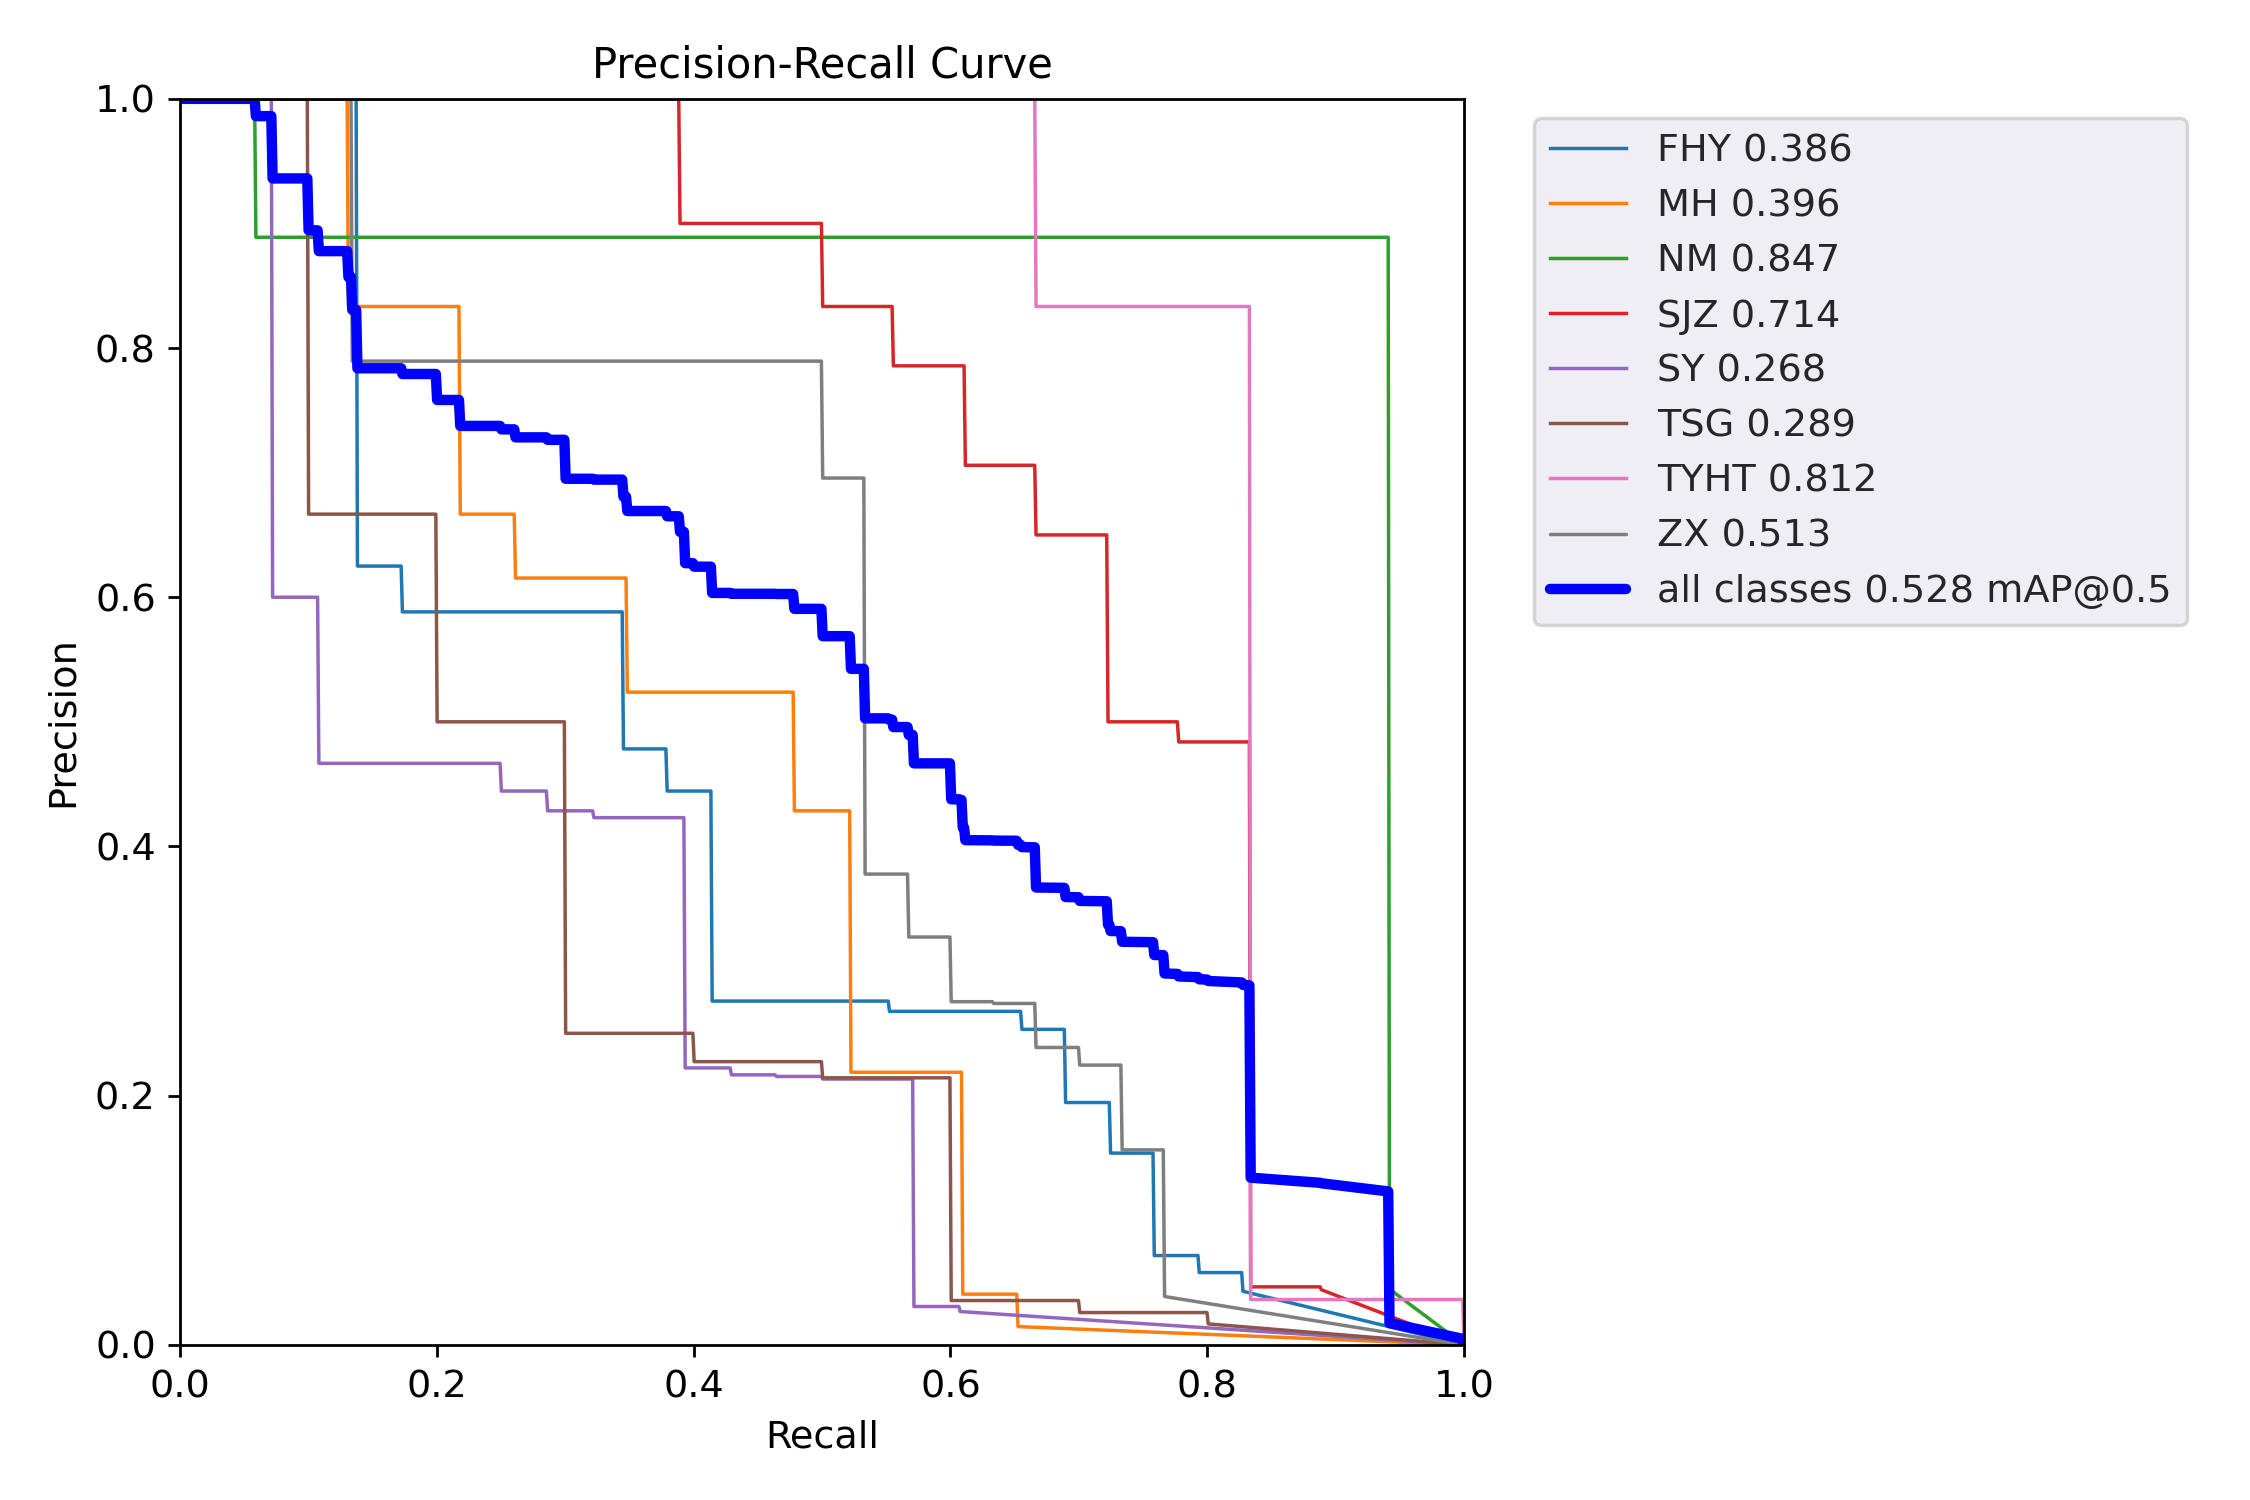 Precision-Recall Curve
1.0
0.8
0.6
0.4
0.2
0.0
Precision
0.0 0.2 0.4 0.6 0.8 1.0
Recall
FHY 0.386
MH 0.396
NM 0.847
SJZ 0.714
SY 0.268
TSG 0.289
TYHT 0.812
ZX 0.513
all classes 0.528 mAP@0.5